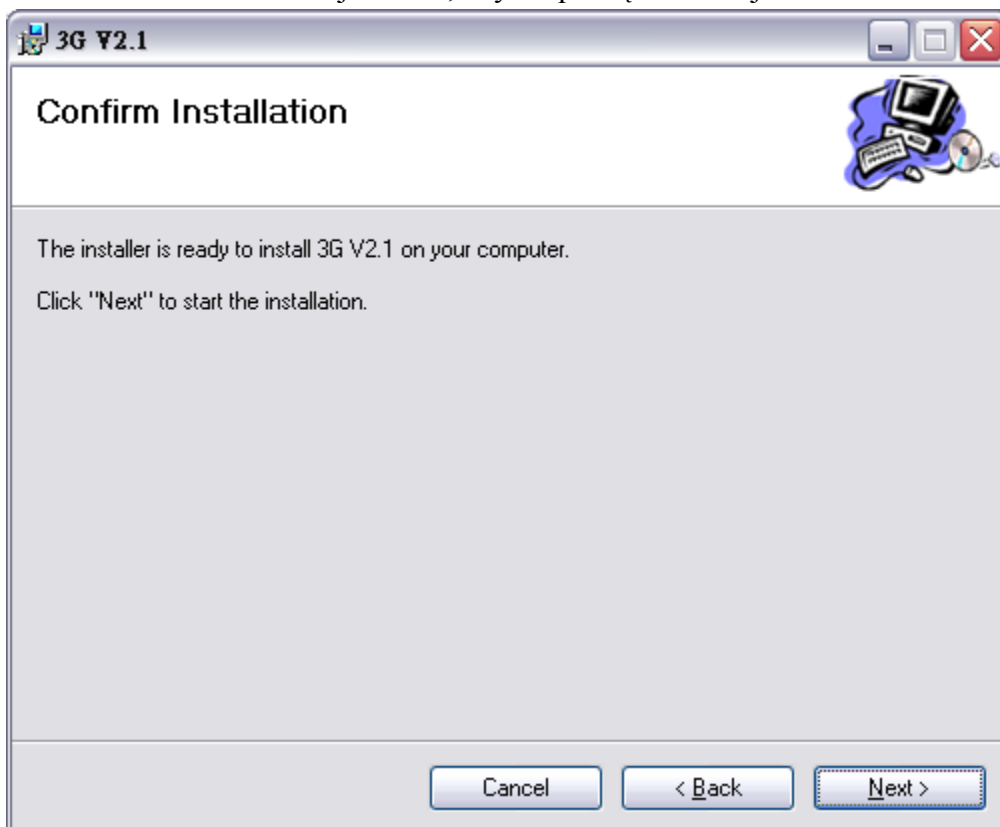 3G V2.1
Confirm Installation
The installer is ready to install 3G V2.1 on your computer.
Click "Next" to start the installation.
Cancel
< Back
Next >